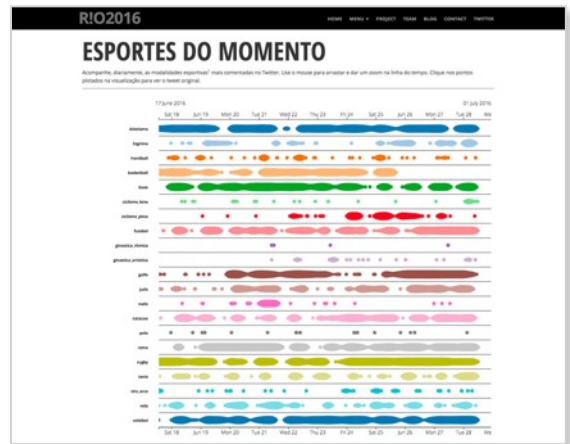 R!O2016
HOME MENU PROJECT TEAM BLOG CONTACT TWITTER
ESPORTES DO MOMENTO
Acompanhe, diariamente, as modalidades esportivas* mais comentadas no Twitter. Use o mouse para arrastar e dar um zoom na linha do tempo. Clique nos pontos
plotados na visualização para ver o tweet original.
17 June 2016 01 July 2016
Sat 18 Jun 19 Mon 20 Tue 21 Wed 22 Thu 23 Fri 24 Sat 25 Jun 26 Mon 27 Tue 28 We
atletismo
hipismo
handball
basketball
boxe
ciclismo_bmx
ciclismo_pista
futebol
ginastica_ritmica
ginastica_artistica
golfe
judo
natacao
polo
remo
rugby
tenis
tiro_arco
vela
voleibol
Sat 18 Jun 19 Mon 20 Tue 21 Wed 22 Thu 23 Fri 24 Sat 25 Jun 26 Mon 27 Tue 28 We